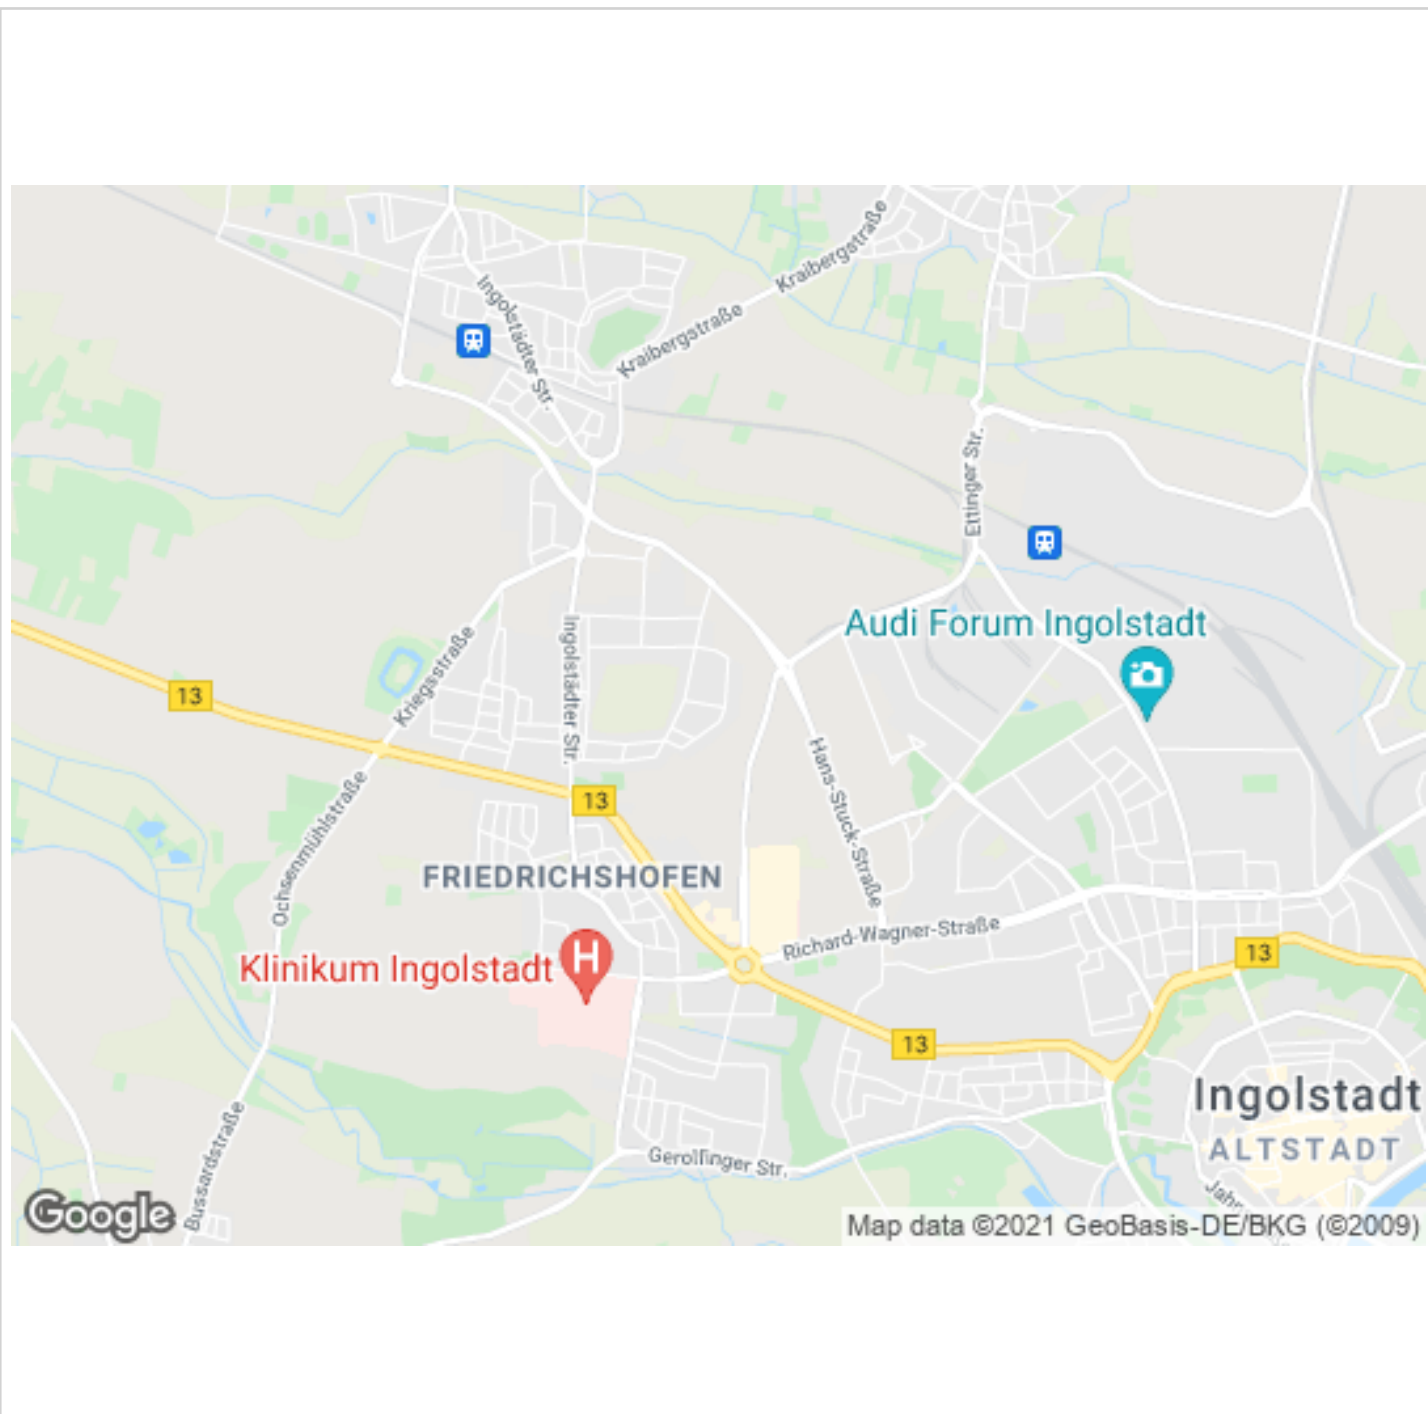 Kraibergstraße
Ingolstädter Str.
Kraibergstraße
Ettinger Str.
Audi Forum Ingolstadt
Ingolstädter Str.
Kriegsstraße
13
Hans-Stuck-Straße
13
Ochsenmühlstraße
FRIEDRICHSHOFEN
Richard-Wagner-Straße
Klinikum Ingolstadt
H
13
13
Ingolstadt
ALTSTADT
Bussardstraße
Gerolfinger Str.
Google
Map data ©2021 GeoBasis-DE/BKG (©2009)